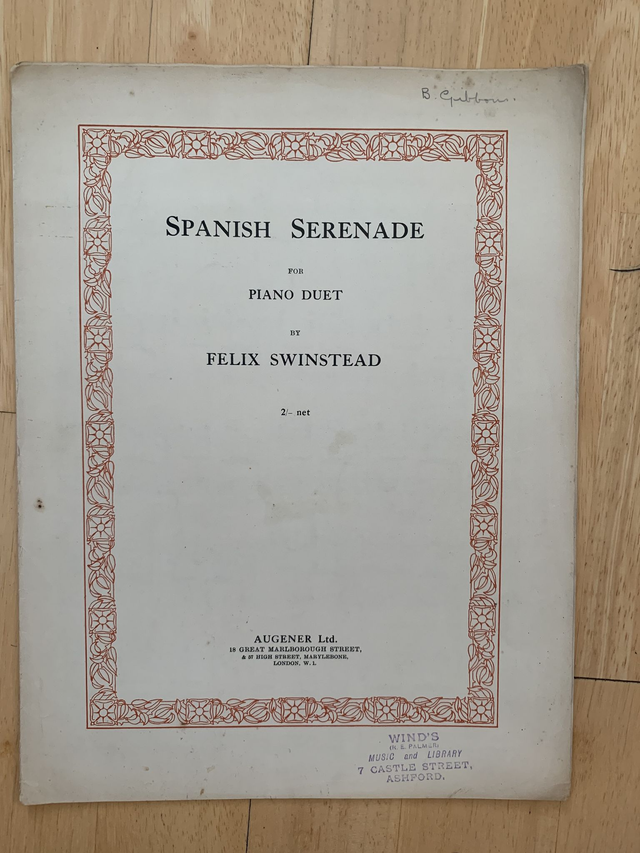 B. Gibbons.
SPANISH SERENADE
FOR
PIANO DUET
BY
FELIX SWINSTEAD
2/- net
AUGENER Ltd.
18 GREAT MARLBOROUGH STREET,
& 57 HIGH STREET, MARYLEBONE,
LONDON, W. 1.
WIND'S
(R. S. PALMER)
MUSIC and LIBRARY
7 CASTLE STREET,
ASHFORD.